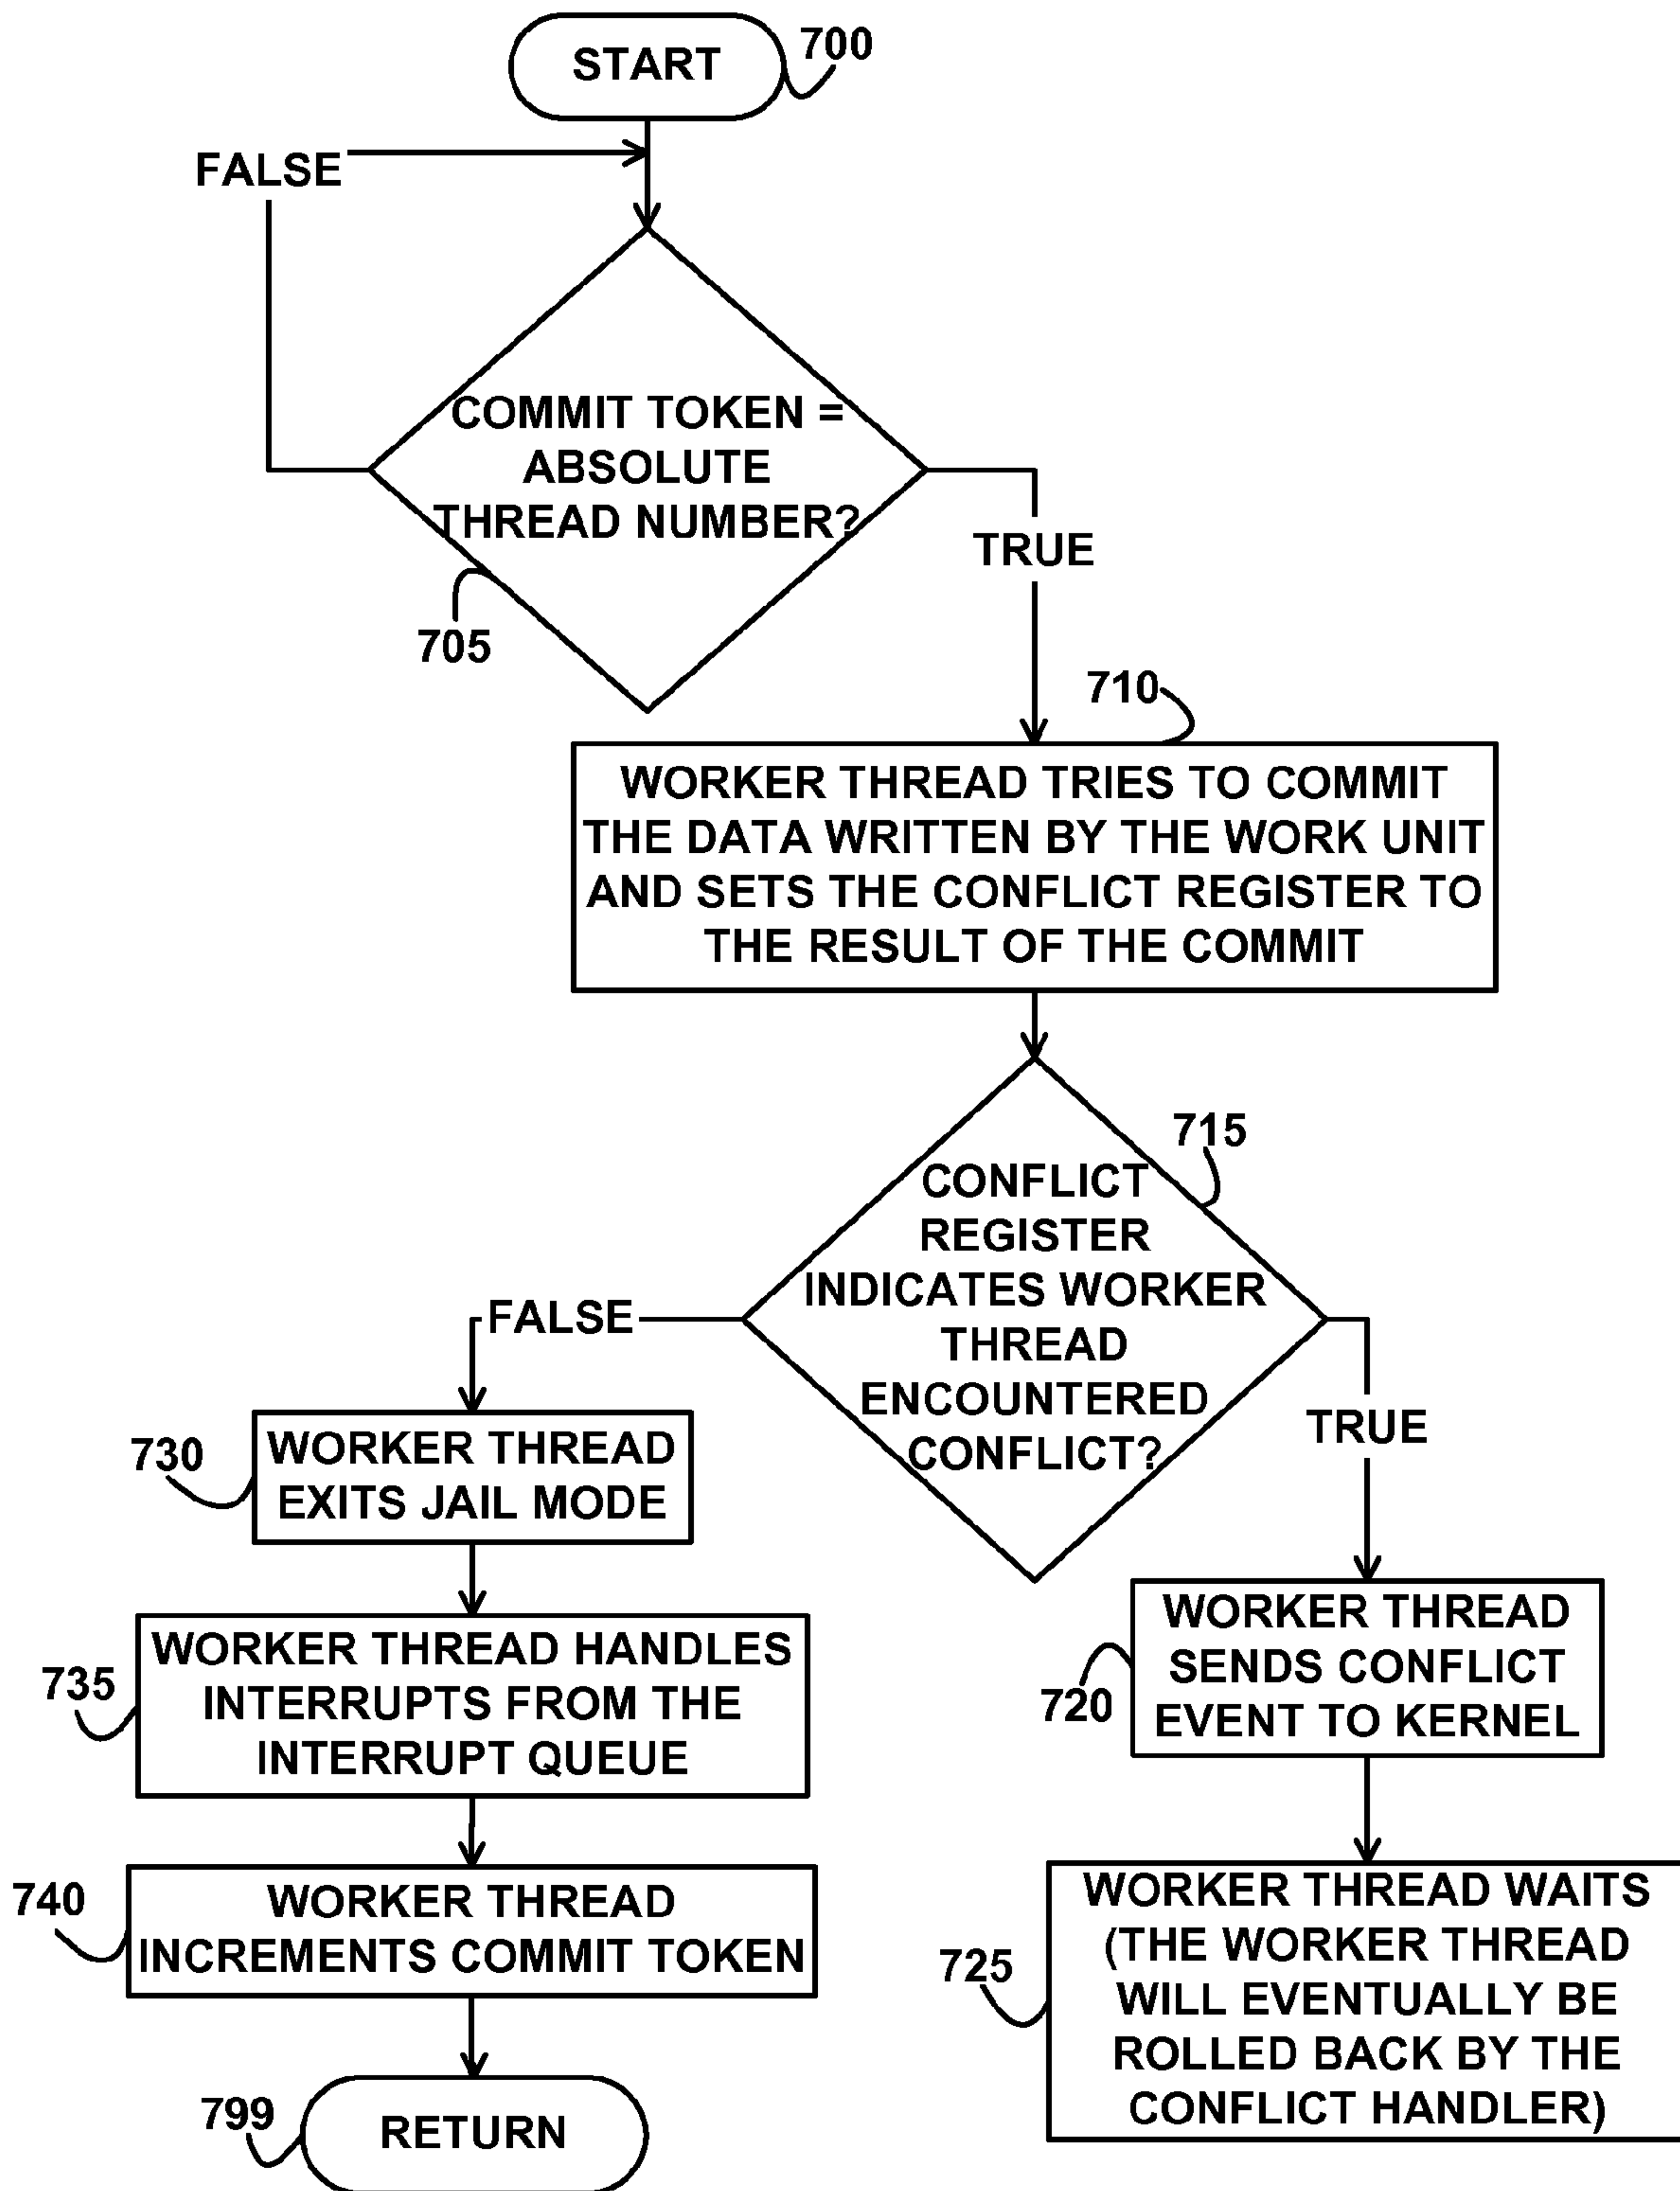 START
700
FALSE
COMMIT TOKEN =
ABSOLUTE
THREAD NUMBER?
TRUE
705
710
WORKER THREAD TRIES TO COMMIT
THE DATA WRITTEN BY THE WORK UNIT
AND SETS THE CONFLICT REGISTER TO
THE RESULT OF THE COMMIT
715
CONFLICT
REGISTER
INDICATES WORKER
THREAD
ENCOUNTERED
CONFLICT?
FALSE
TRUE
730
WORKER THREAD
EXITS JAIL MODE
735
WORKER THREAD HANDLES
INTERRUPTS FROM THE
INTERRUPT QUEUE
720
WORKER THREAD
SENDS CONFLICT
EVENT TO KERNEL
740
WORKER THREAD
INCREMENTS COMMIT TOKEN
725
WORKER THREAD WAITS
(THE WORKER THREAD
WILL EVENTUALLY BE
ROLLED BACK BY THE
CONFLICT HANDLER)
799
RETURN